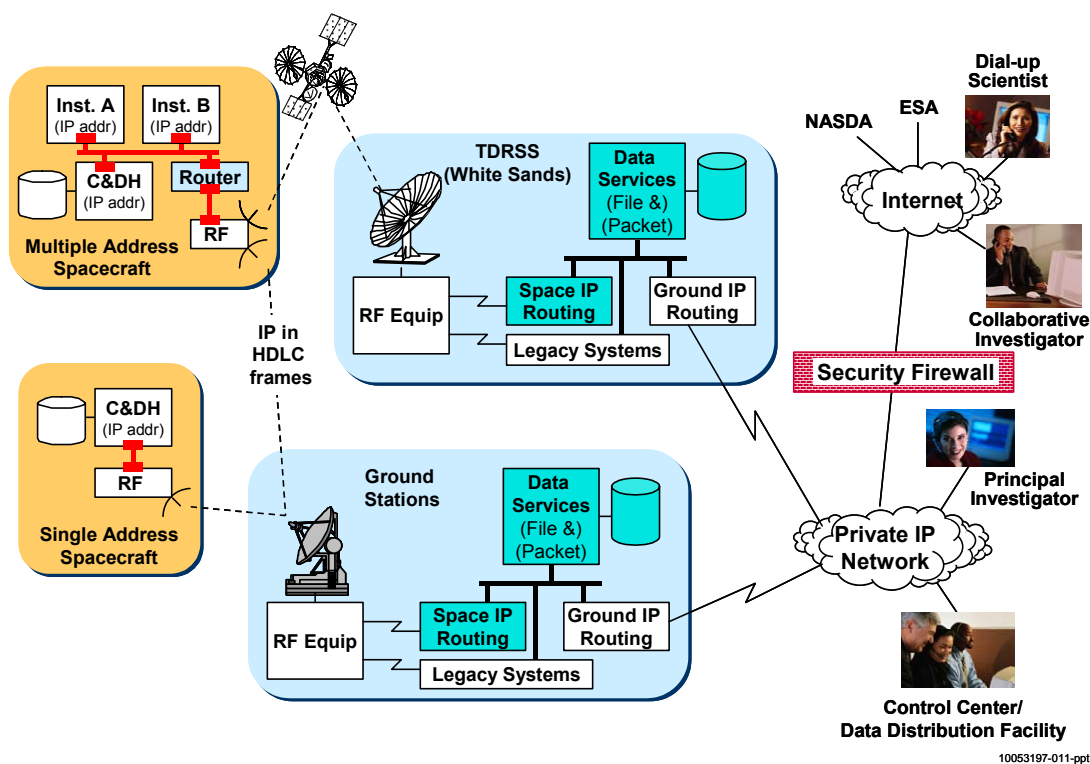 Inst. A
(IP addr)
Inst. B
(IP addr)
C&DH
(IP addr)
Router
RF
Multiple Address
Spacecraft
IP in
HDLC
frames
C&DH
(IP addr)
RF
Single Address
Spacecraft
TDRSS
(White Sands)
Data
Services
(File &)
(Packet)
RF Equip
Space IP
Routing
Ground IP
Routing
Legacy Systems
Ground
Stations
Data
Services
(File &)
(Packet)
RF Equip
Space IP
Routing
Ground IP
Routing
Legacy Systems
Dial-up
Scientist
ESA
NASDA
Internet
Collaborative
Investigator
Security Firewall
Principal
Investigator
Private IP
Network
Control Center/
Data Distribution Facility
10053197-011-ppt